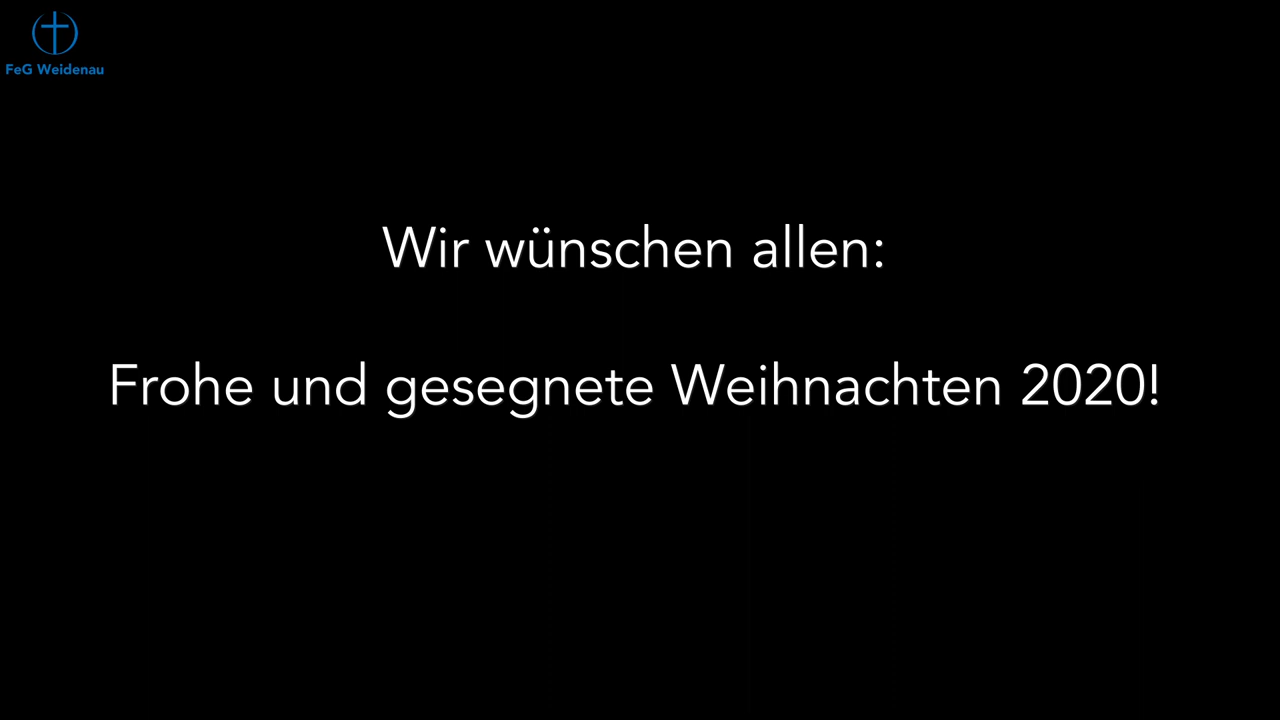 FeG Weidenau
Wir wünschen allen:
Frohe und gesegnete Weihnachten 2020!